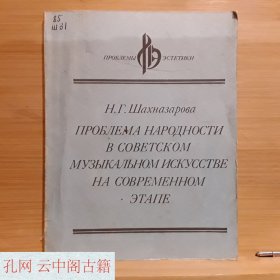 85
Ш31
ПРОБЛЕМЫ ЭСТЕТИКИ
Н. Г. Шахназарова
ПРОБЛЕМА НАРОДНОСТИ
В СОВЕТСКОМ
МУЗЫКАЛЬНОМ ИСКУССТВЕ
НА СОВРЕМЕННОМ
ЭТАПЕ
孔网 云中阁古籍